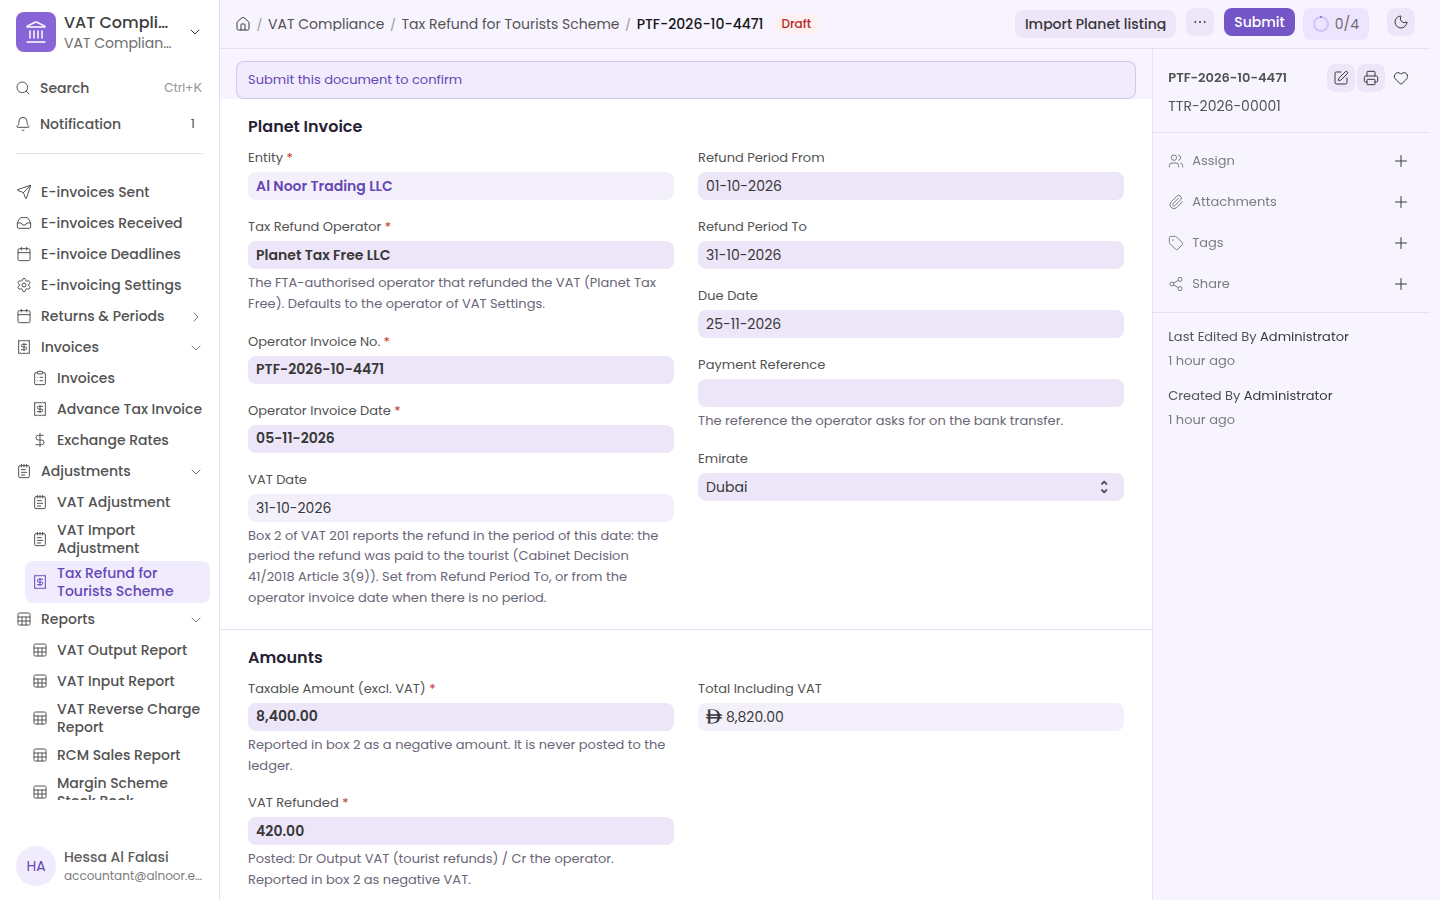 VAT Compli...
VAT Complian...
Search Ctrl+K
Notification 1
E-invoices Sent
E-invoices Received
E-invoice Deadlines
E-invoicing Settings
Returns & Periods
Invoices
Invoices
Advance Tax Invoice
Exchange Rates
Adjustments
VAT Adjustment
VAT Import
Adjustment
Tax Refund for
Tourists Scheme
Reports
VAT Output Report
VAT Input Report
VAT Reverse Charge
Report
RCM Sales Report
Margin Scheme
Stock Book
HA
Hessa Al Falasi
accountant@alnoor.e...
/ VAT Compliance / Tax Refund for Tourists Scheme / PTF-2026-10-4471 Draft
Import Planet listing ... Submit 0/4
Submit this document to confirm
Planet Invoice
Entity *
Al Noor Trading LLC
Tax Refund Operator *
Planet Tax Free LLC
The FTA-authorised operator that refunded the VAT (Planet Tax
Free). Defaults to the operator of VAT Settings.
Operator Invoice No. *
PTF-2026-10-4471
Operator Invoice Date *
05-11-2026
VAT Date
31-10-2026
Box 2 of VAT 201 reports the refund in the period of this date: the
period the refund was paid to the tourist (Cabinet Decision
41/2018 Article 3(9)). Set from Refund Period To, or from the
operator invoice date when there is no period.
Refund Period From
01-10-2026
Refund Period To
31-10-2026
Due Date
25-11-2026
Payment Reference
The reference the operator asks for on the bank transfer.
Emirate
Dubai
Amounts
Taxable Amount (excl. VAT) *
8,400.00
Reported in box 2 as a negative amount. It is never posted to the
ledger.
VAT Refunded *
420.00
Posted: Dr Output VAT (tourist refunds) / Cr the operator.
Reported in box 2 as negative VAT.
Total Including VAT
8,820.00
PTF-2026-10-4471
TTR-2026-00001
Assign
Attachments
Tags
Share
Last Edited By Administrator
1 hour ago
Created By Administrator
1 hour ago